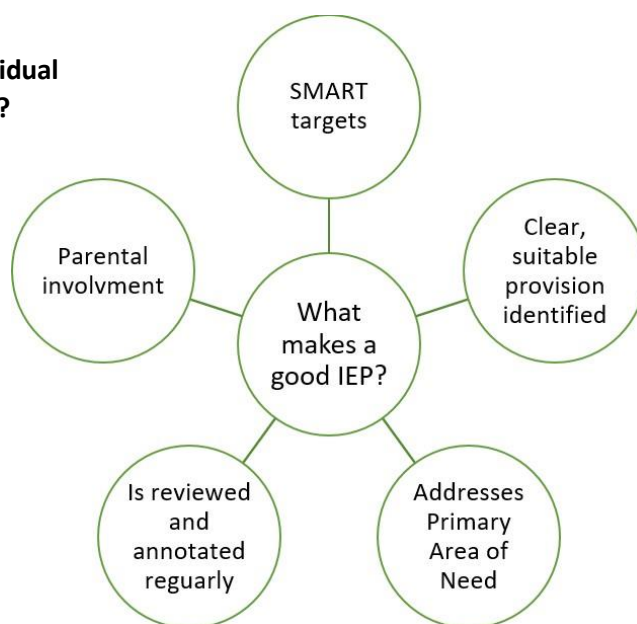 vidual
?
SMART
targets
Clear,
suitable
provision
identified
Parental
involvment
What
makes a
good IEP?
Is reviewed
and
annotated
reguarly
Addresses
Primary
Area of
Need